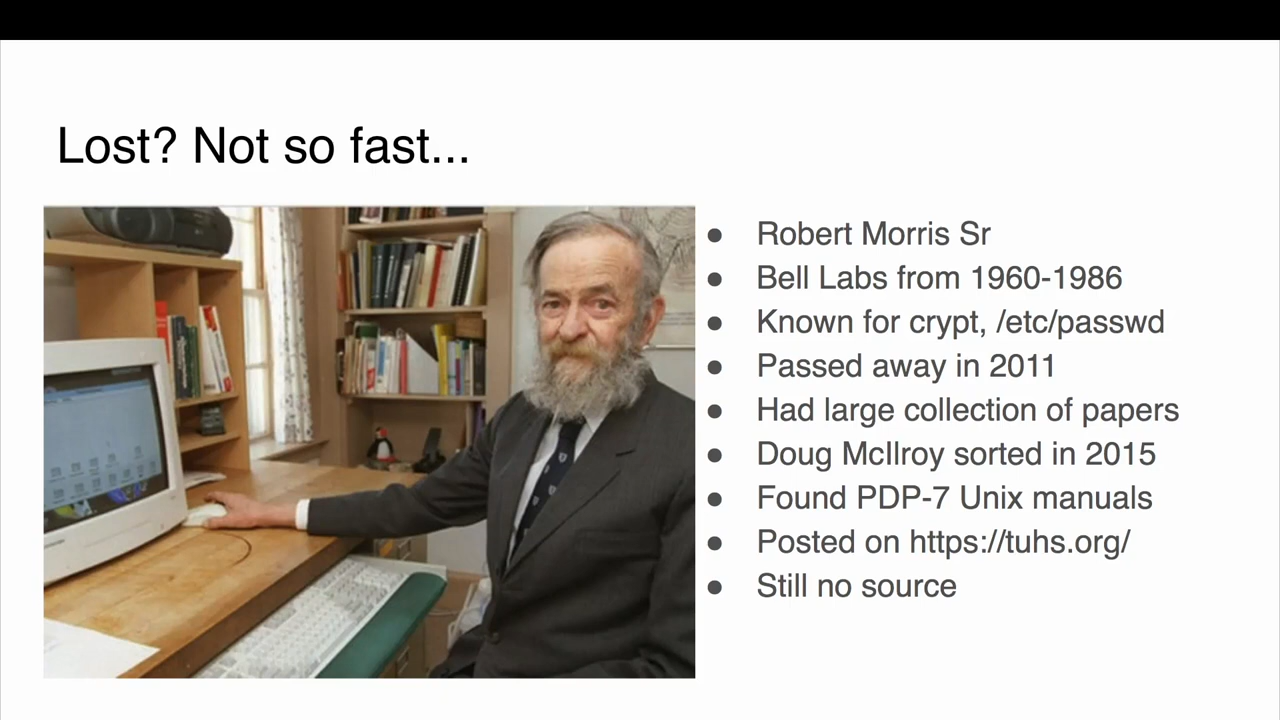 Lost? Not so fast...
● Robert Morris Sr
● Bell Labs from 1960-1986
● Known for crypt, /etc/passwd
● Passed away in 2011
● Had large collection of papers
● Doug McIlroy sorted in 2015
● Found PDP-7 Unix manuals
● Posted on https://tuhs.org/
● Still no source